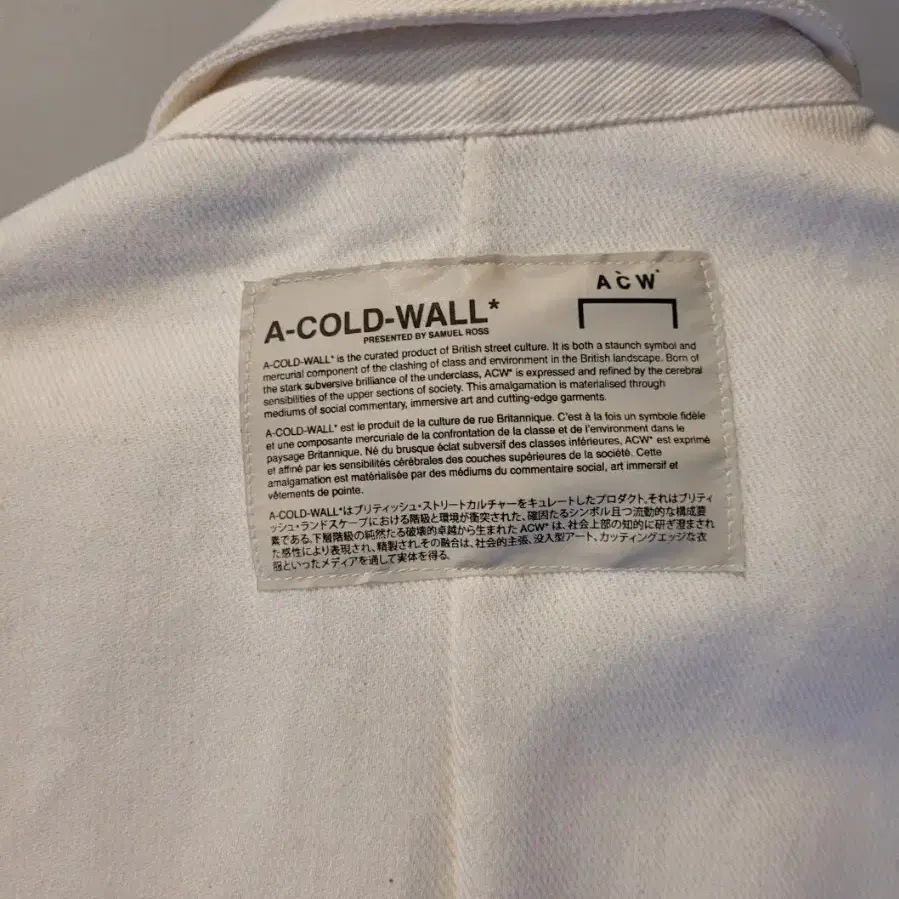 A-COLD-WALL*
PRESENTED BY SAMUEL ROSS
ACW*
A-COLD-WALL* is the curated product of British street culture. It is both a staunch symbol and
mercurial component of the clashing of class and environment in the British landscape. Born of
the stark subversive brilliance of the underclass, ACW* is expressed and refined by the cerebral
sensibilities of the upper sections of society. This amalgamation is materialised through
mediums of social commentary, immersive art and cutting-edge garments.
A-COLD-WALL* est le produit de la culture de rue Britannique. C'est à la fois un symbole fidèle
et une composante mercuriale de la confrontation de la classe et de l'environment dans le
paysage Britannique. Né du brusque éclat subversif des classes inférieures, ACW* est exprimé
et affiné par les sensibilités cérébrales des couches supérieures de la société. Cette
amalgamation est matérialisée par des médiums du commentaire social, art immersif et
vêtements de pointe.
A-COLD-WALL*はブリティッシュ・ストリートカルチャーをキュレートしたプロダクト、それはブリティ
ッシュ・ランドスケープにおける階級と環境が衝突された、確固たるシンボル且つ流動的な構成要
素である。下層階級の純然たる破壊的卓越から生まれた ACW* は、社会上部の知的に研ぎ澄まされ
た感性により表現され、精製され、その融合は、社会的主張、没入型アート、カッティングエッジな衣
服といったメディアを通して実体を得る。